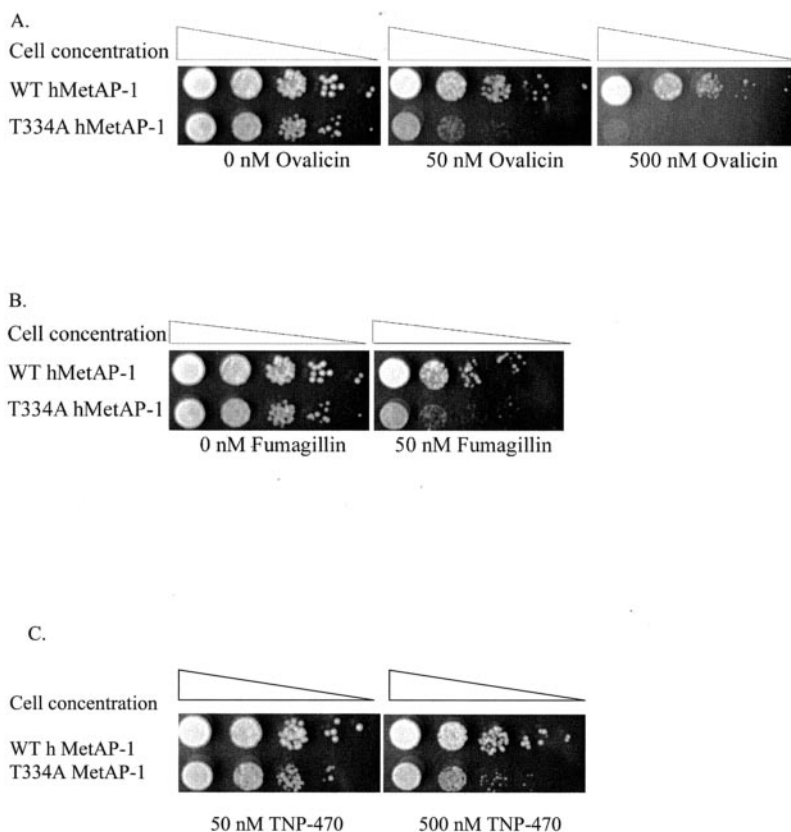 A.
Cell concentration
WT hMetAP-1
T334A hMetAP-1
0 nM Ovalicin 50 nM Ovalicin 500 nM Ovalicin
B.
Cell concentration
WT hMetAP-1
T334A hMetAP-1
0 nM Fumagillin 50 nM Fumagillin
C.
Cell concentration
WT h MetAP-1
T334A MetAP-1
50 nM TNP-470 500 nM TNP-470